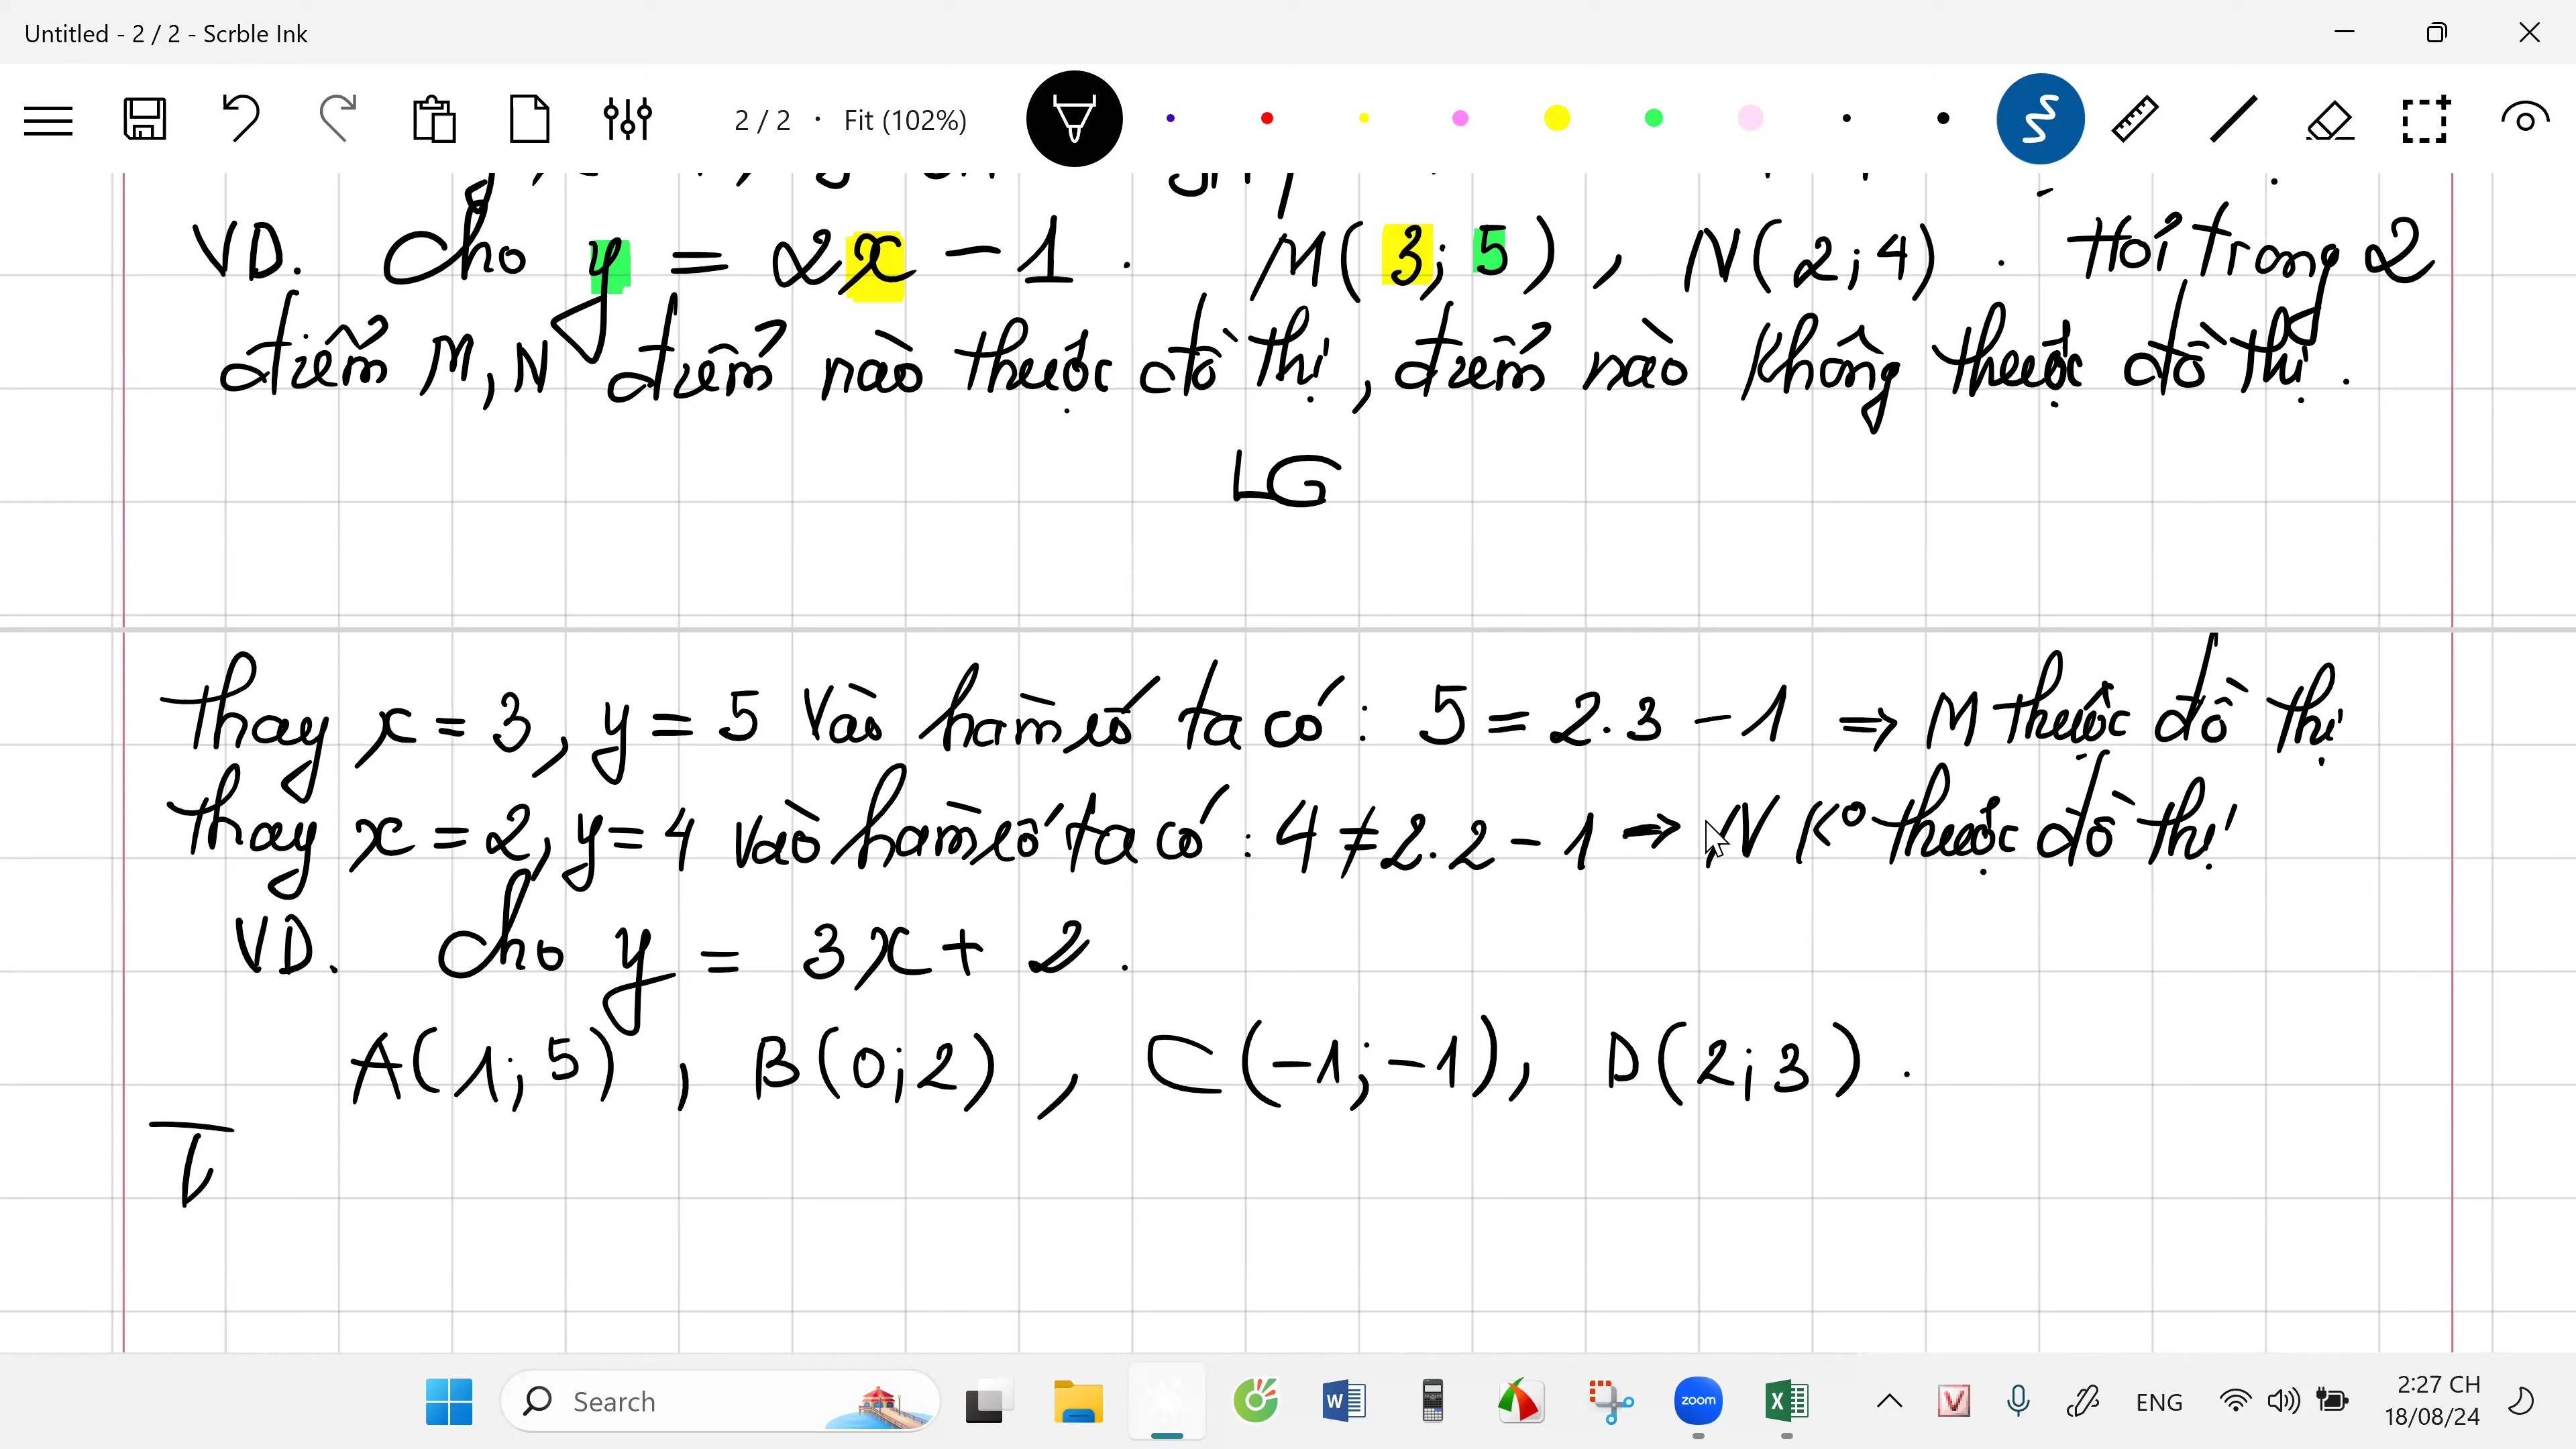 Untitled - 2 / 2 - Scrble Ink
2 / 2 · Fit (102%)
VD. Cho y = 2x - 1 . M(3; 5) , N(2; 4) . Hỏi trong 2
điểm M, N điểm nào thuộc đồ thị, điểm nào không thuộc đồ thị.
LG
Thay x = 3, y = 5 vào hàm số ta có: 5 = 2.3 - 1 => M thuộc đồ thị
Thay x = 2, y = 4 vào hàm số ta có: 4 ≠ 2.2 - 1 → N K° thuộc đồ thị
VD. Cho y = 3x + 2 .
A(1; 5) , B(0; 2) , C(-1; -1), D(2; 3) .
Search
zoom
ENG
2:27 CH
18/08/24